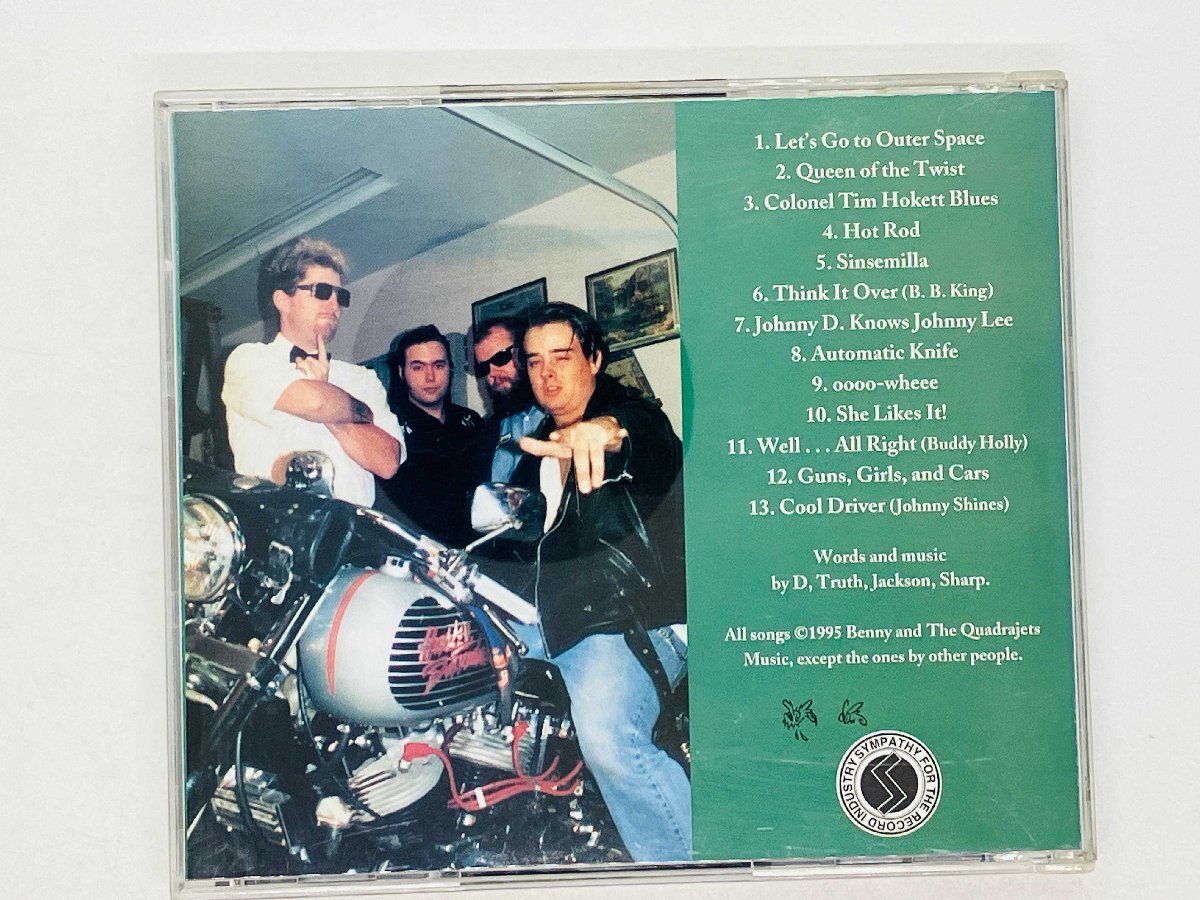 1. Let's Go to Outer Space
2. Queen of the Twist
3. Colonel Tim Hokett Blues
4. Hot Rod
5. Sinsemilla
6. Think It Over (B. B. King)
7. Johnny D. Knows Johnny Lee
8. Automatic Knife
9. oooo-wheee
10. She Likes It!
11. Well . . . All Right (Buddy Holly)
12. Guns, Girls, and Cars
13. Cool Driver (Johnny Shines)
Words and music
by D, Truth, Jackson, Sharp.
All songs ©1995 Benny and The Quadrajets
Music, except the ones by other people.
SYMPATHY FOR THE RECORD INDUSTRY
Harley
Davidson